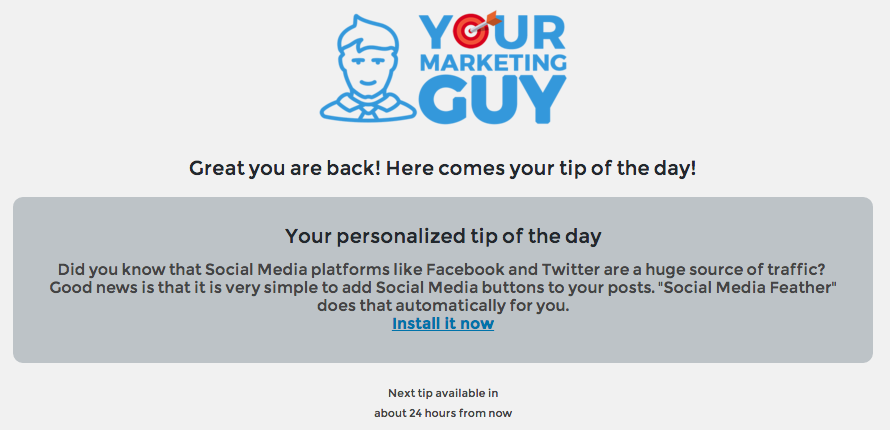 YOUR
MARKETING
GUY
Great you are back! Here comes your tip of the day!
Your personalized tip of the day
Did you know that Social Media platforms like Facebook and Twitter are a huge source of traffic?
Good news is that it is very simple to add Social Media buttons to your posts. "Social Media Feather"
does that automatically for you.
Install it now
Next tip available in
about 24 hours from now